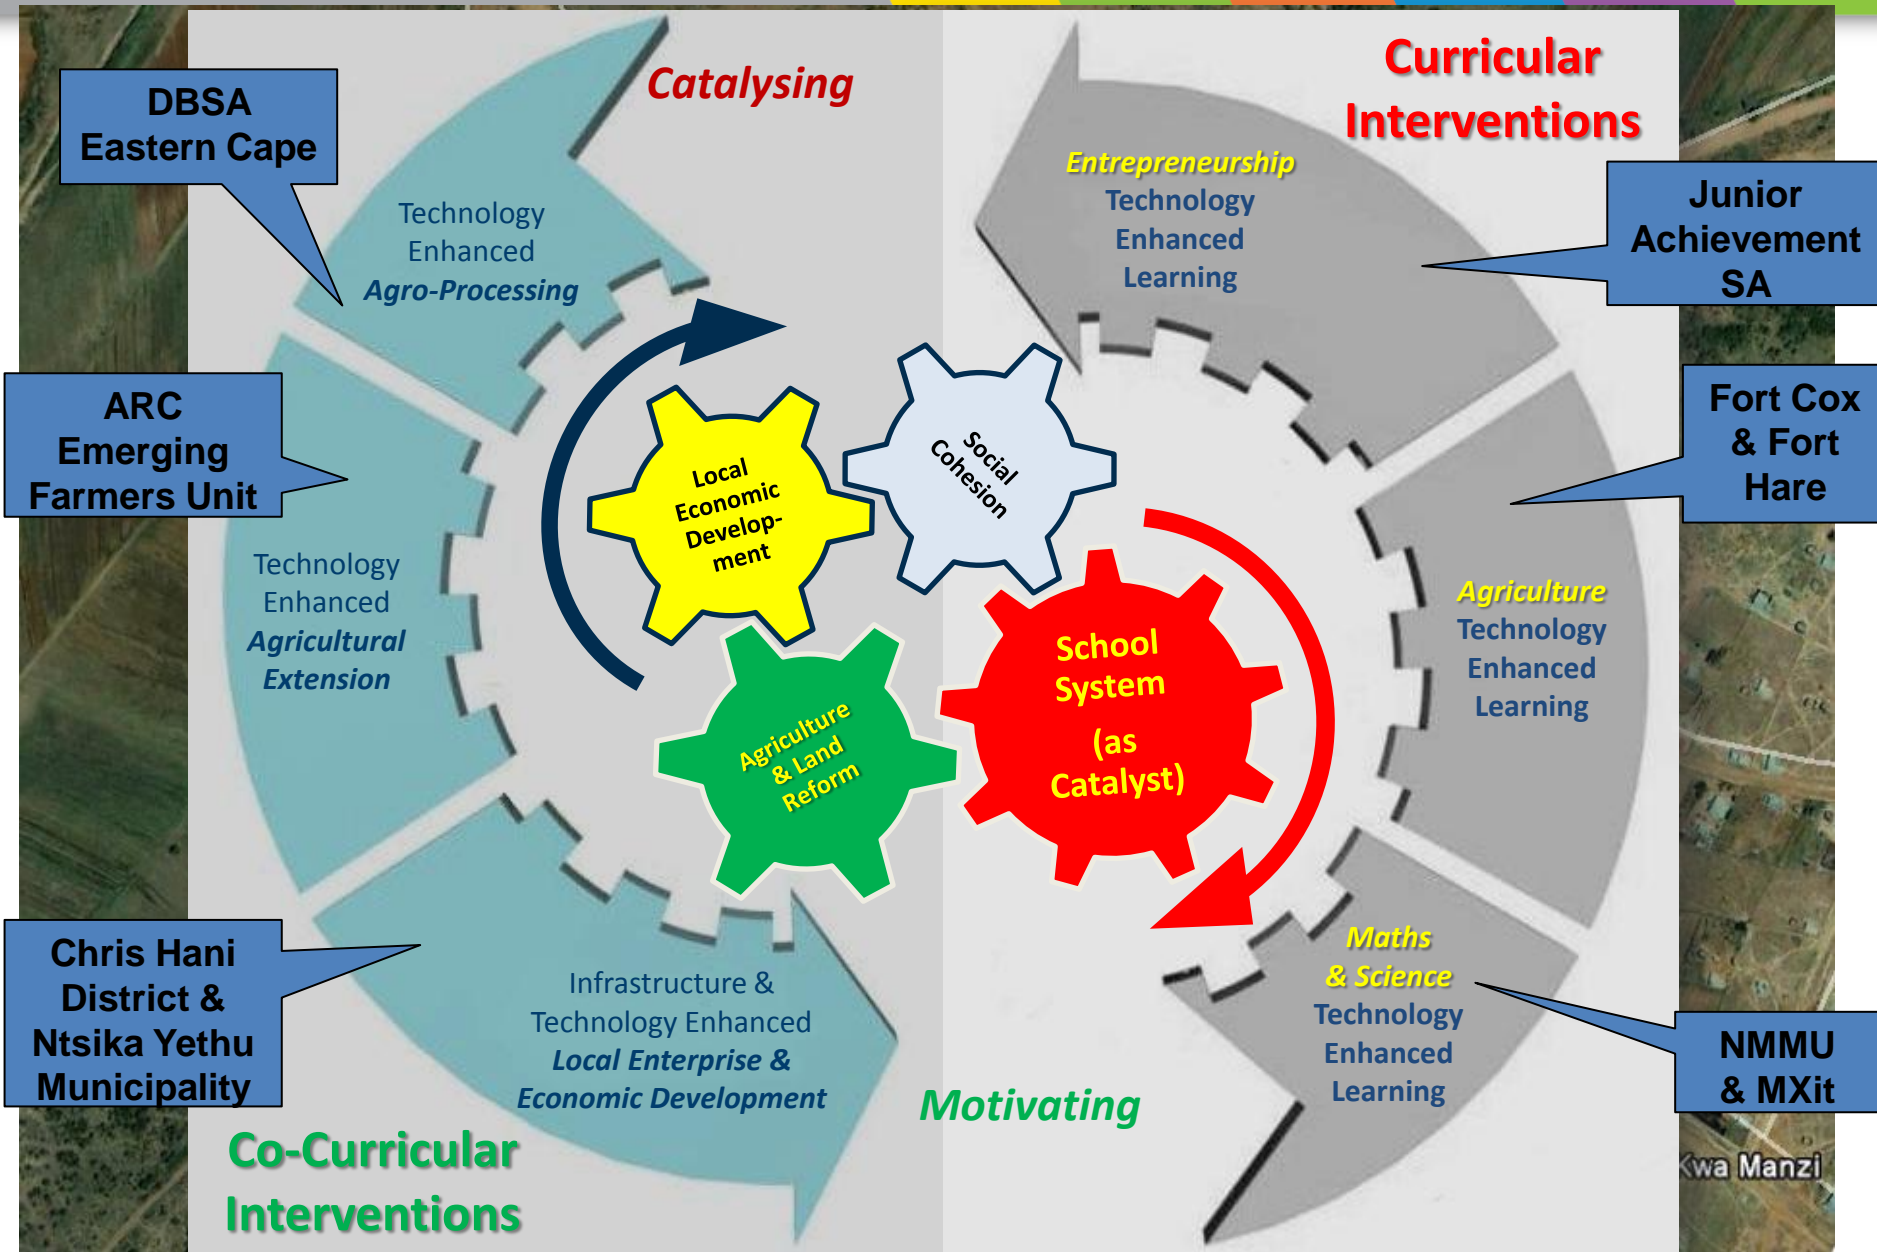 Catalysing
Curricular
Interventions
DBSA
Eastern Cape
Technology
Enhanced
Agro-Processing
Entrepreneurship
Technology
Enhanced
Learning
Junior
Achievement
SA
ARC
Emerging
Farmers Unit
Technology
Enhanced
Agricultural
Extension
Local
Economic
Develop-
ment
Social
Cohesion
Fort Cox
& Fort
Hare
Agriculture
Technology
Enhanced
Learning
Agriculture
& Land
Reform
School
System
(as
Catalyst)
Chris Hani
District &
Ntsika Yethu
Municipality
Infrastructure &
Technology Enhanced
Local Enterprise &
Economic Development
Maths
& Science
Technology
Enhanced
Learning
NMMU
& MXit
Motivating
Co-Curricular
Interventions
Kwa Manzi